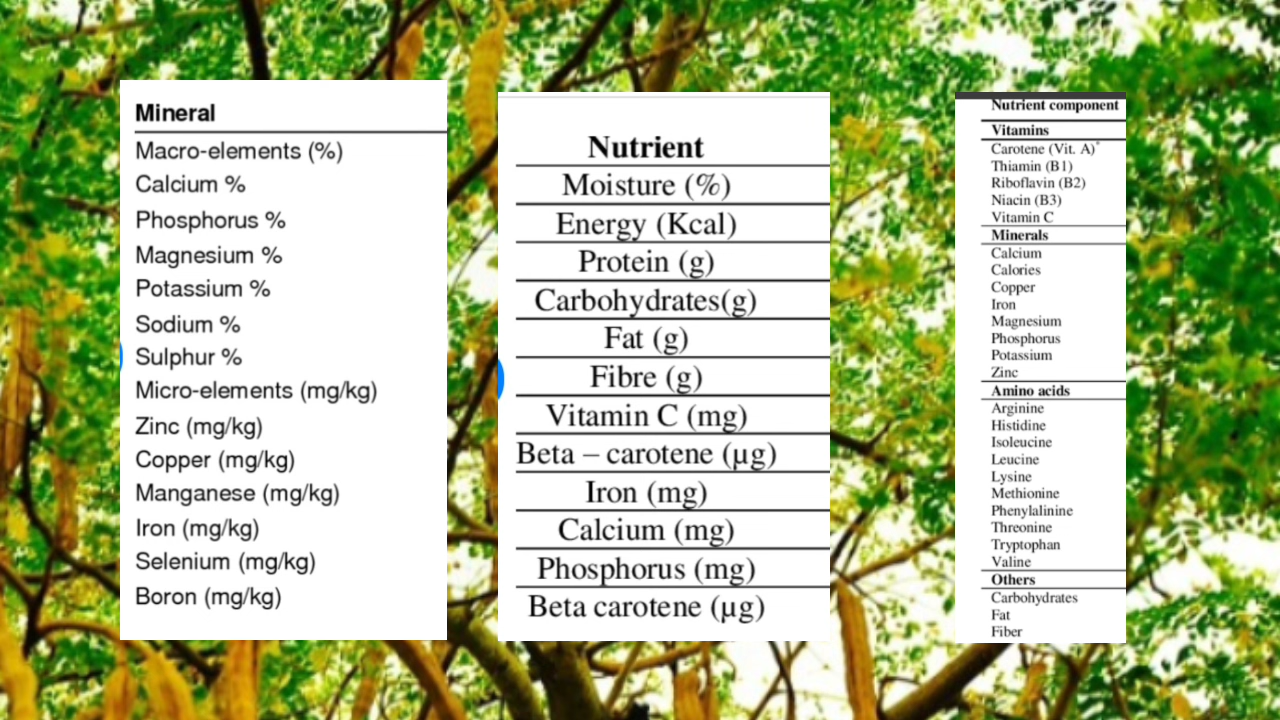 Mineral
Macro-elements (%)
Calcium %
Phosphorus %
Magnesium %
Potassium %
Sodium %
Sulphur %
Micro-elements (mg/kg)
Zinc (mg/kg)
Copper (mg/kg)
Manganese (mg/kg)
Iron (mg/kg)
Selenium (mg/kg)
Boron (mg/kg)
Nutrient
Moisture (%)
Energy (Kcal)
Protein (g)
Carbohydrates(g)
Fat (g)
Fibre (g)
Vitamin C (mg)
Beta – carotene (µg)
Iron (mg)
Calcium (mg)
Phosphorus (mg)
Beta carotene (µg)
Nutrient component
Vitamins
Carotene (Vit. A)*
Thiamin (B1)
Riboflavin (B2)
Niacin (B3)
Vitamin C
Minerals
Calcium
Calories
Copper
Iron
Magnesium
Phosphorus
Potassium
Zinc
Amino acids
Arginine
Histidine
Isoleucine
Leucine
Lysine
Methionine
Phenylalinine
Threonine
Tryptophan
Valine
Others
Carbohydrates
Fat
Fiber